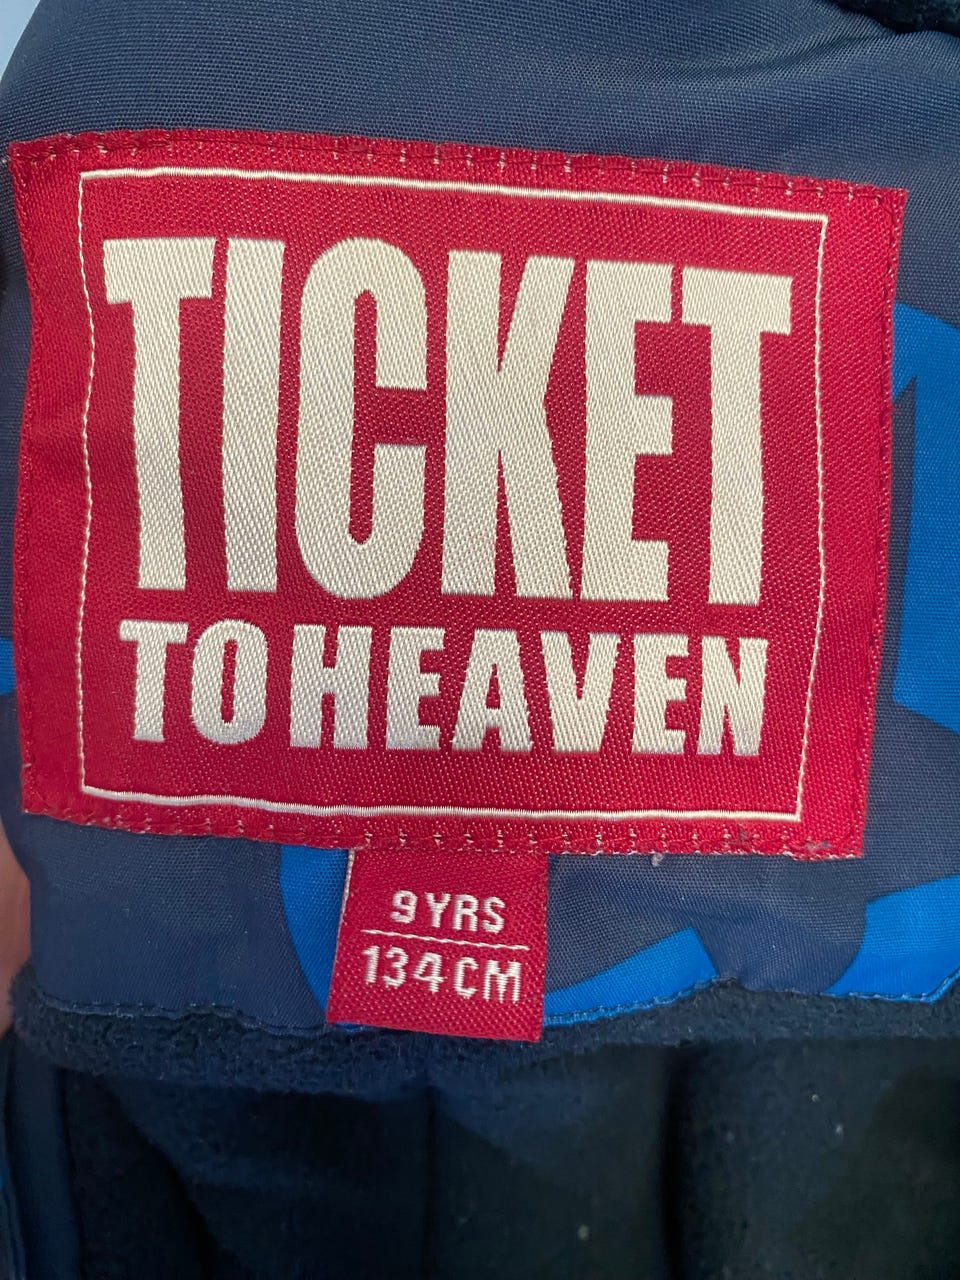 TICKET
TO HEAVEN
9 YRS
134 CM